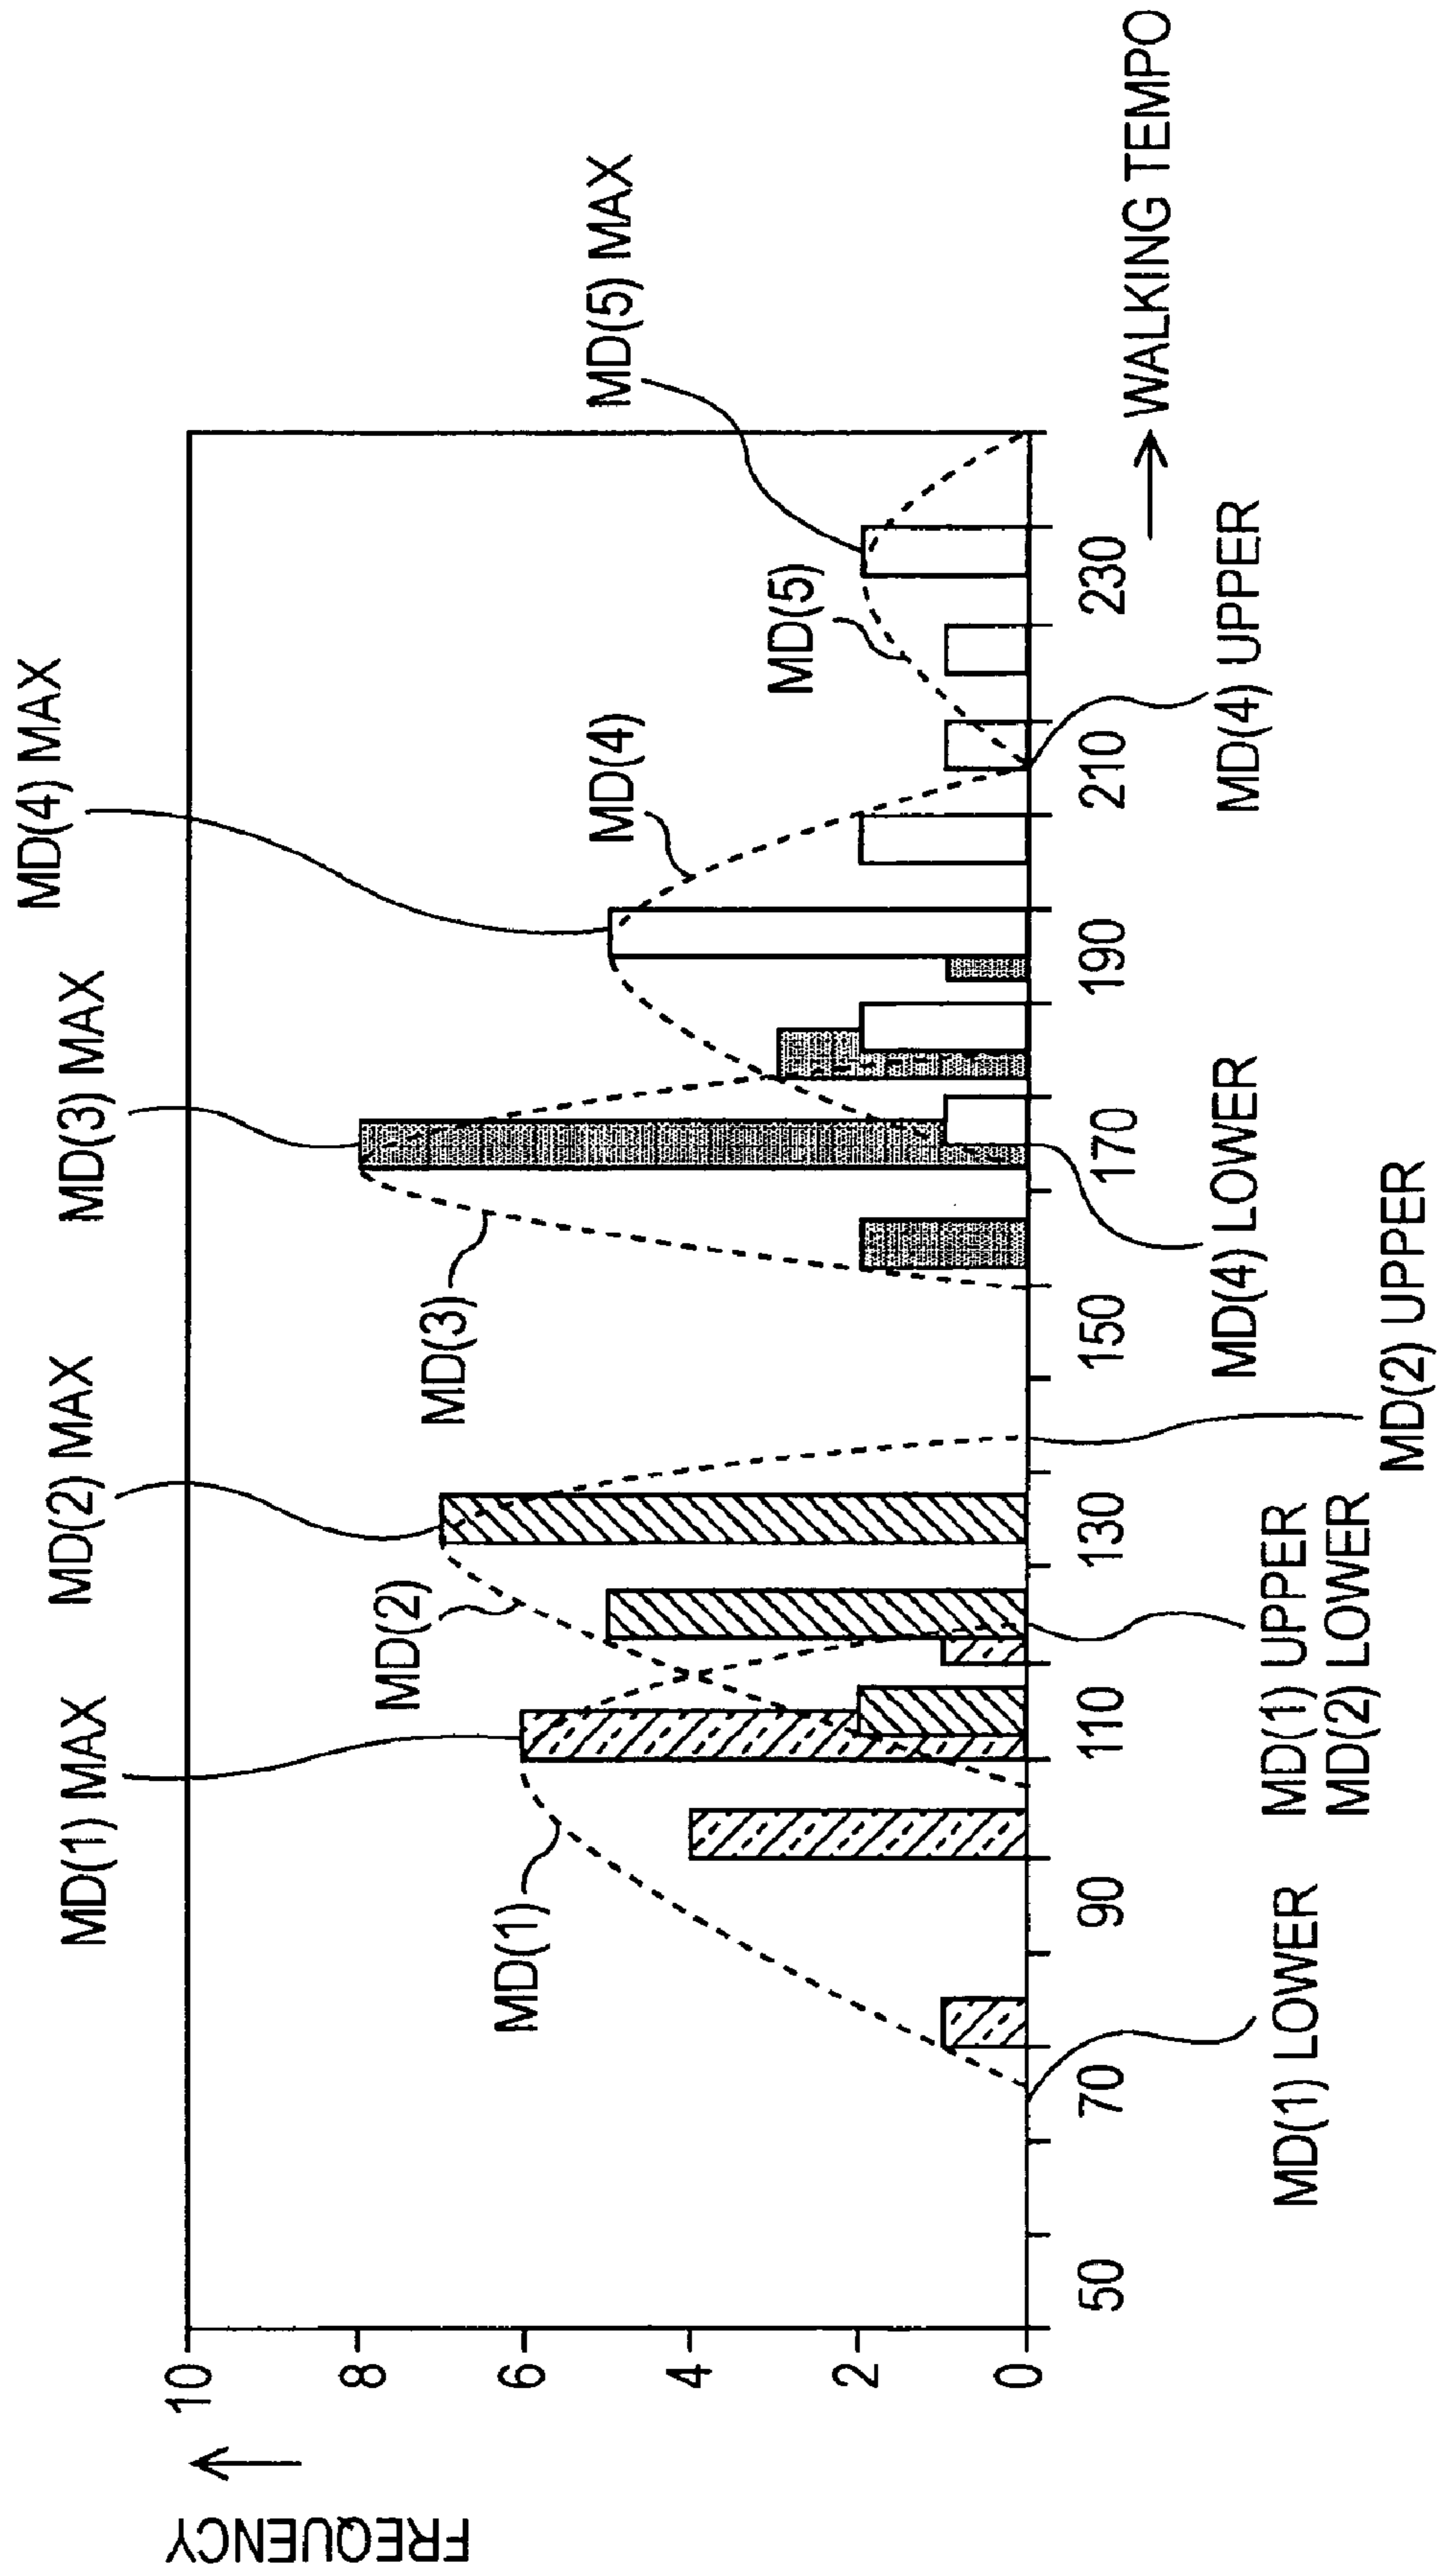 FREQUENCY
10
8
6
4
2
0
50
70
90
110
130
150
170
190
210
230
WALKING TEMPO
MD(1) MAX
MD(2) MAX
MD(3) MAX
MD(4) MAX
MD(5) MAX
MD(1)
MD(2)
MD(3)
MD(4)
MD(5)
MD(1) LOWER
MD(1) UPPER
MD(2) LOWER
MD(2) UPPER
MD(4) LOWER
MD(4) UPPER